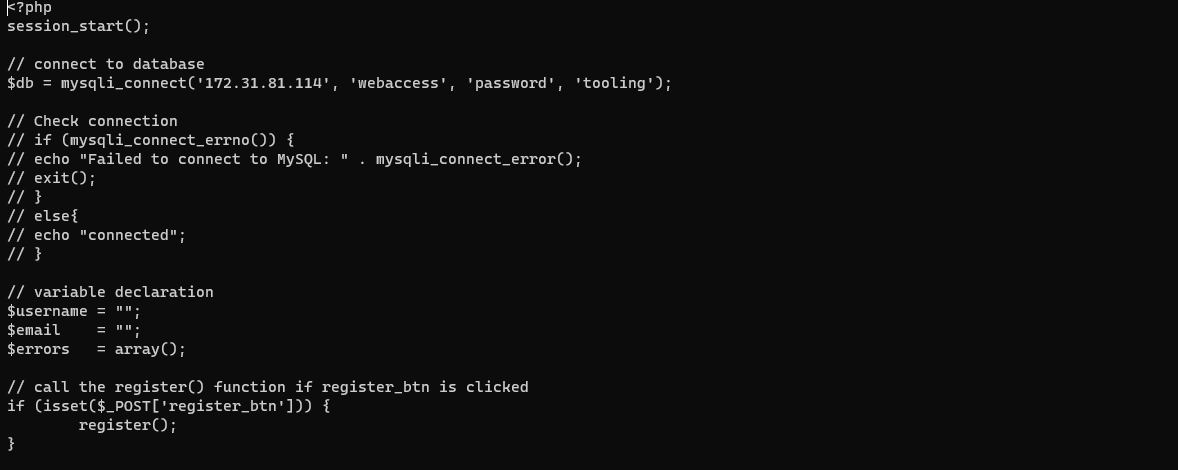 <?php
session_start();

// connect to database
$db = mysqli_connect('172.31.81.114', 'webaccess', 'password', 'tooling');

// Check connection
// if (mysqli_connect_errno()) {
// echo "Failed to connect to MySQL: " . mysqli_connect_error();
// exit();
// }
// else{
// echo "connected";
// }

// variable declaration
$username = "";
$email    = "";
$errors   = array();

// call the register() function if register_btn is clicked
if (isset($_POST['register_btn'])) {
        register();
}